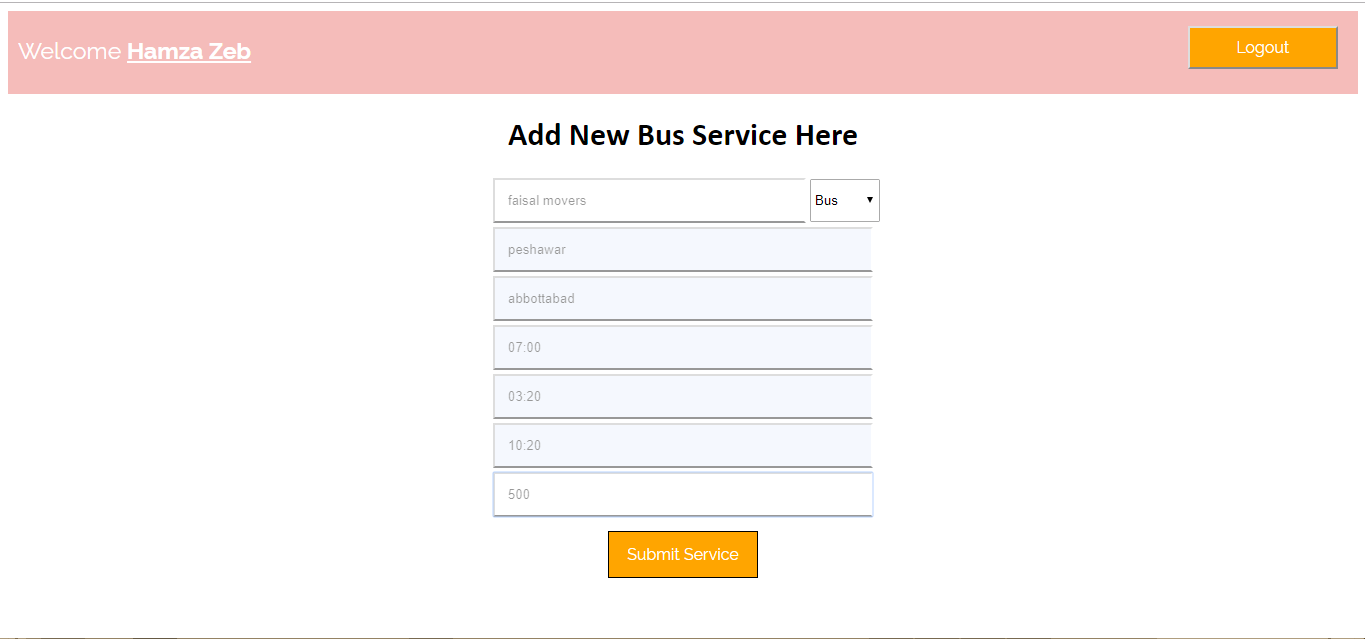 Welcome Hamza Zeb
Logout
Add New Bus Service Here
faisal movers
Bus
peshawar
abbottabad
07:00
03:20
10:20
500
Submit Service